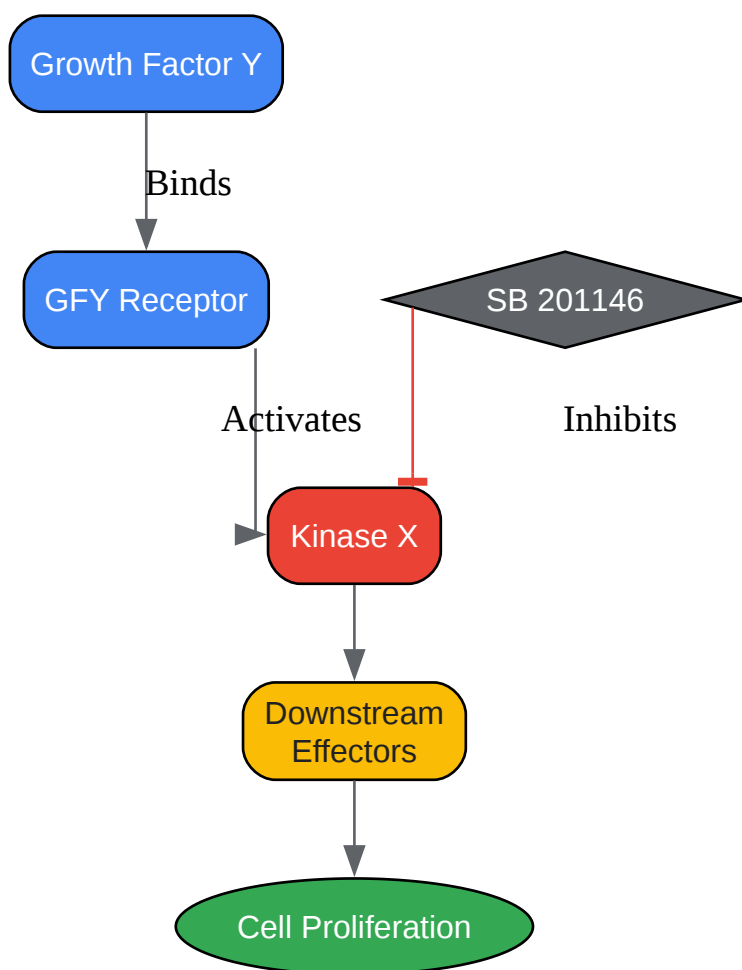 Growth Factor Y
Binds
GFY Receptor
SB 201146
Activates
Inhibits
Kinase X
Downstream
Effectors
Cell Proliferation